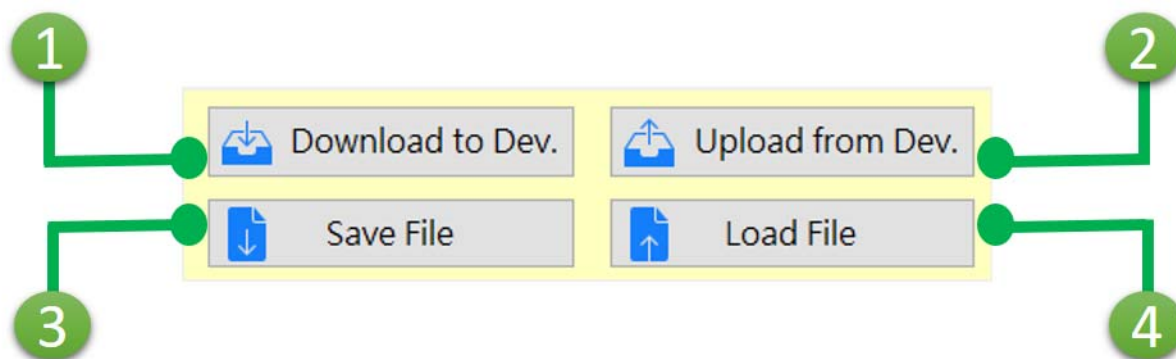 1
2
Download to Dev.
Upload from Dev.
Save File
Load File
3
4